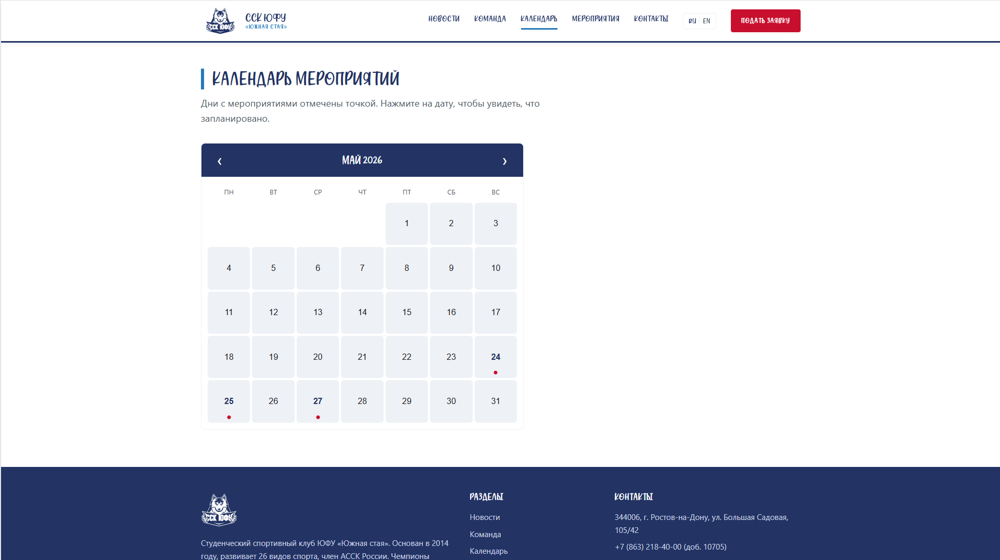 ССК ЮФУ
ССК ЮФУ
«ЮЖНАЯ СТАЯ»
НОВОСТИ КОМАНДА КАЛЕНДАРЬ МЕРОПРИЯТИЯ КОНТАКТЫ RU / EN ПОДАТЬ ЗАЯВКУ
КАЛЕНДАРЬ МЕРОПРИЯТИЙ
Дни с мероприятиями отмечены точкой. Нажмите на дату, чтобы увидеть, что
запланировано.
❮ МАЙ 2026 ❯
ПН ВТ СР ЧТ ПТ СБ ВС
1 2 3
4 5 6 7 8 9 10
11 12 13 14 15 16 17
18 19 20 21 22 23 24
25 26 27 28 29 30 31
ССК ЮФУ
Студенческий спортивный клуб ЮФУ «Южная стая». Основан в 2014
году, развивает 26 видов спорта, член АССК России. Чемпионы
РАЗДЕЛЫ
Новости
Команда
Календарь
КОНТАКТЫ
344006, г. Ростов-на-Дону, ул. Большая Садовая,
105/42
+7 (863) 218-40-00 (доб. 10705)